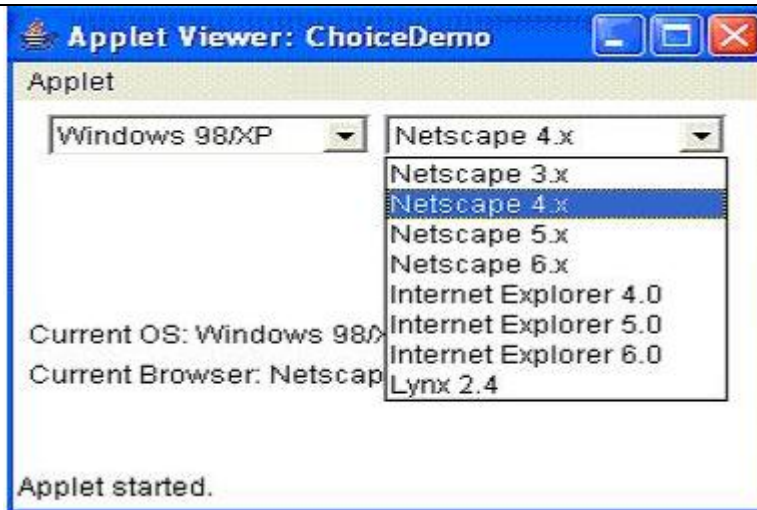 Applet Viewer: ChoiceDemo
Applet
Windows 98/XP Netscape 4.x
Netscape 3.x
Netscape 4.x
Netscape 5.x
Netscape 6.x
Internet Explorer 4.0
Internet Explorer 5.0
Internet Explorer 6.0
Lynx 2.4
Current OS: Windows 98/
Current Browser: Netscap
Applet started.